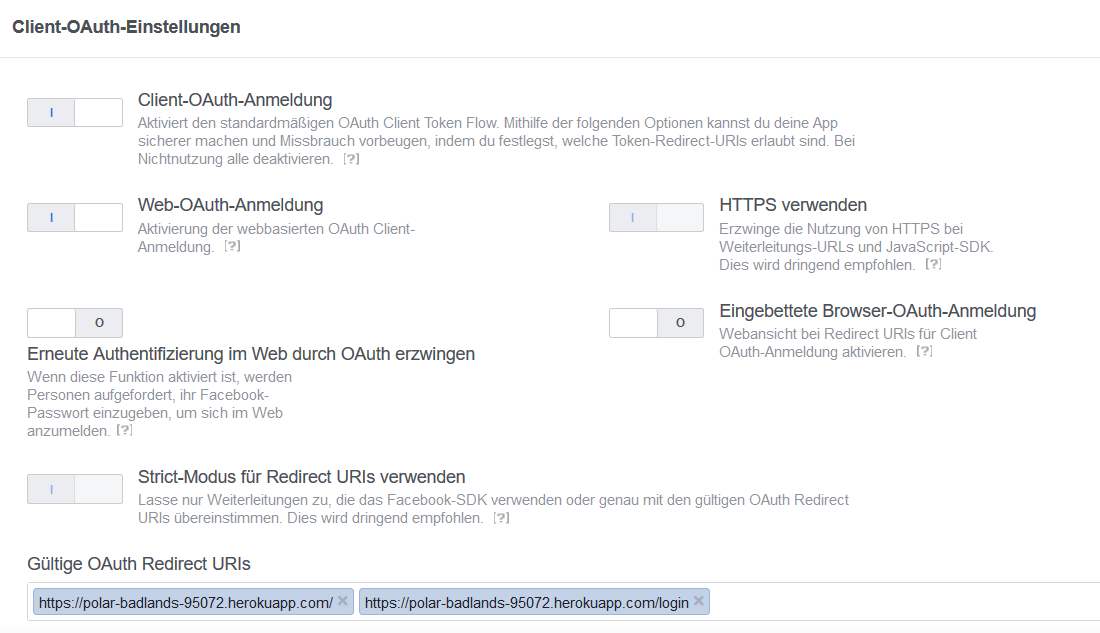 Client-OAuth-Einstellungen
I
Client-OAuth-Anmeldung
Aktiviert den standardmäßigen OAuth Client Token Flow. Mithilfe der folgenden Optionen kannst du deine App
sicherer machen und Missbrauch vorbeugen, indem du festlegst, welche Token-Redirect-URIs erlaubt sind. Bei
Nichtnutzung alle deaktivieren. [?]
I
Web-OAuth-Anmeldung
Aktivierung der webbasierten OAuth Client-
Anmeldung. [?]
I
HTTPS verwenden
Erzwinge die Nutzung von HTTPS bei
Weiterleitungs-URLs und JavaScript-SDK.
Dies wird dringend empfohlen. [?]
O
Erneute Authentifizierung im Web durch OAuth erzwingen
Wenn diese Funktion aktiviert ist, werden
Personen aufgefordert, ihr Facebook-
Passwort einzugeben, um sich im Web
anzumelden. [?]
O
Eingebettete Browser-OAuth-Anmeldung
Webansicht bei Redirect URIs für Client
OAuth-Anmeldung aktivieren. [?]
I
Strict-Modus für Redirect URIs verwenden
Lasse nur Weiterleitungen zu, die das Facebook-SDK verwenden oder genau mit den gültigen OAuth Redirect
URIs übereinstimmen. Dies wird dringend empfohlen. [?]
Gültige OAuth Redirect URIs
https://polar-badlands-95072.herokuapp.com/ × https://polar-badlands-95072.herokuapp.com/login ×